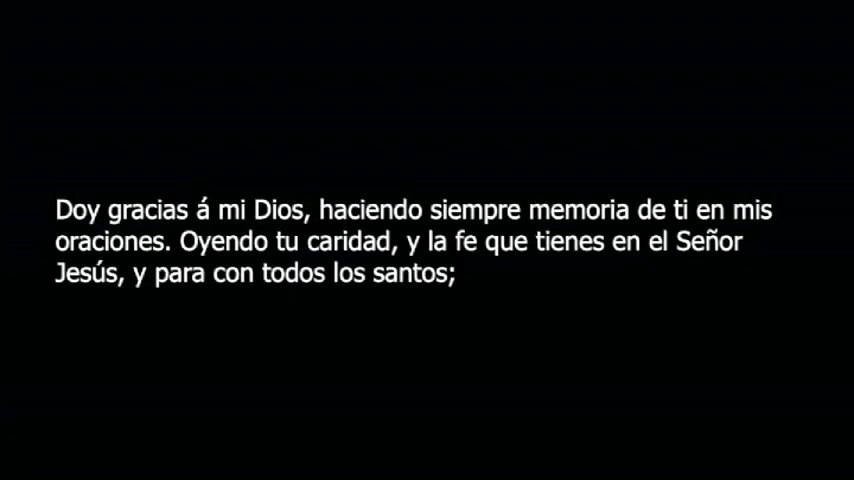 Doy gracias á mi Dios, haciendo siempre memoria de ti en mis
oraciones. Oyendo tu caridad, y la fe que tienes en el Señor
Jesús, y para con todos los santos;